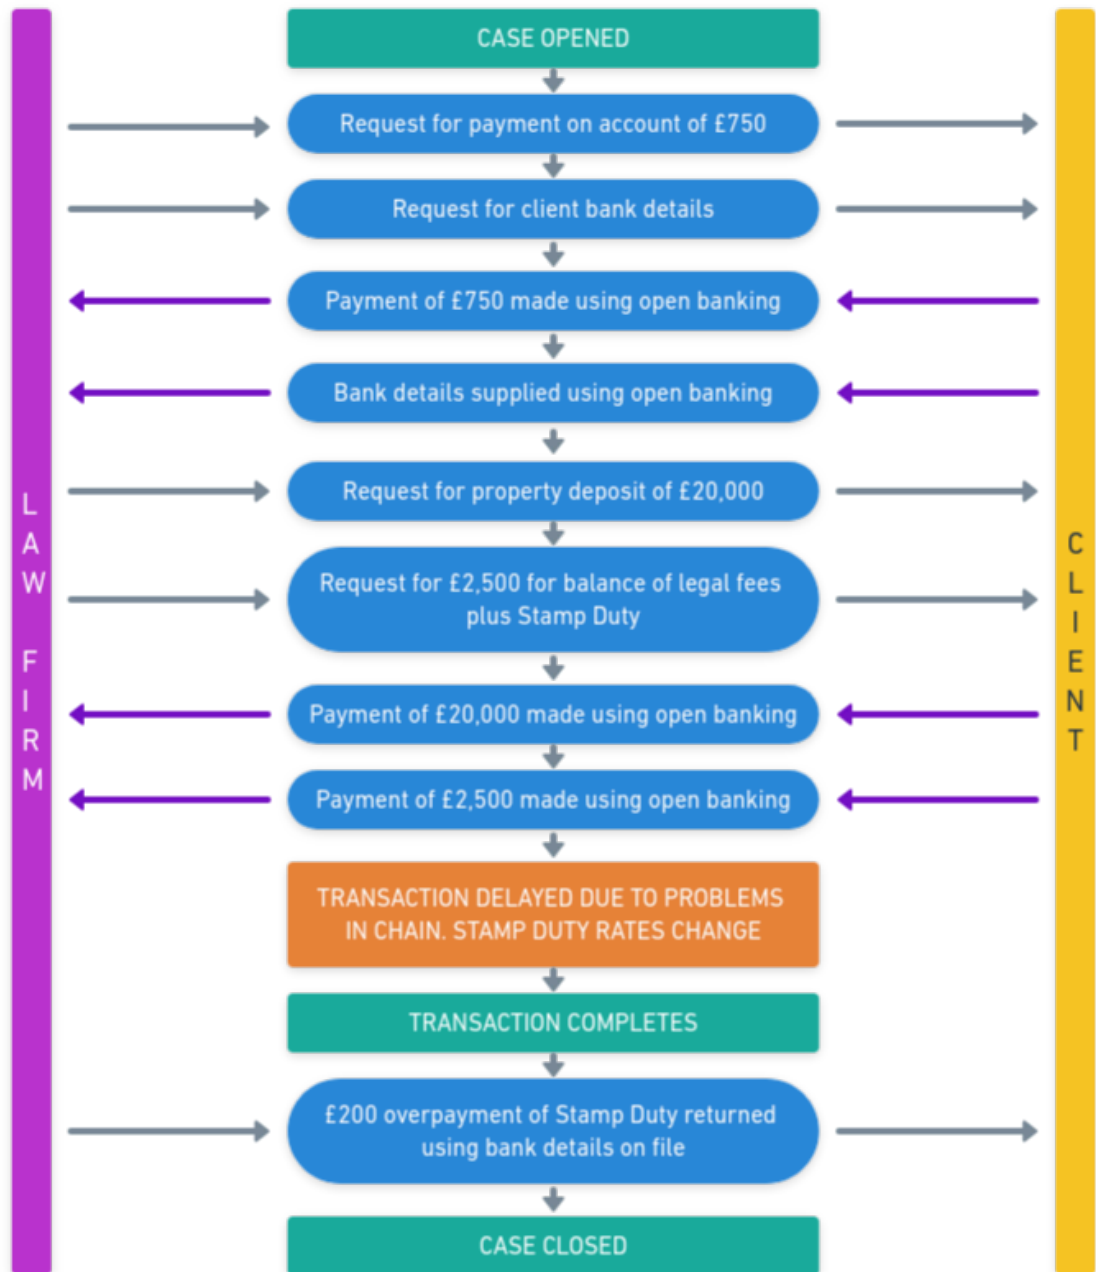 CASE OPENED
Request for payment on account of £750
Request for client bank details
Payment of £750 made using open banking
Bank details supplied using open banking
Request for property deposit of £20,000
Request for £2,500 for balance of legal fees
plus Stamp Duty
Payment of £20,000 made using open banking
Payment of £2,500 made using open banking
TRANSACTION DELAYED DUE TO PROBLEMS
IN CHAIN. STAMP DUTY RATES CHANGE
TRANSACTION COMPLETES
£200 overpayment of Stamp Duty returned
using bank details on file
CASE CLOSED
LAW FIRM
CLIENT